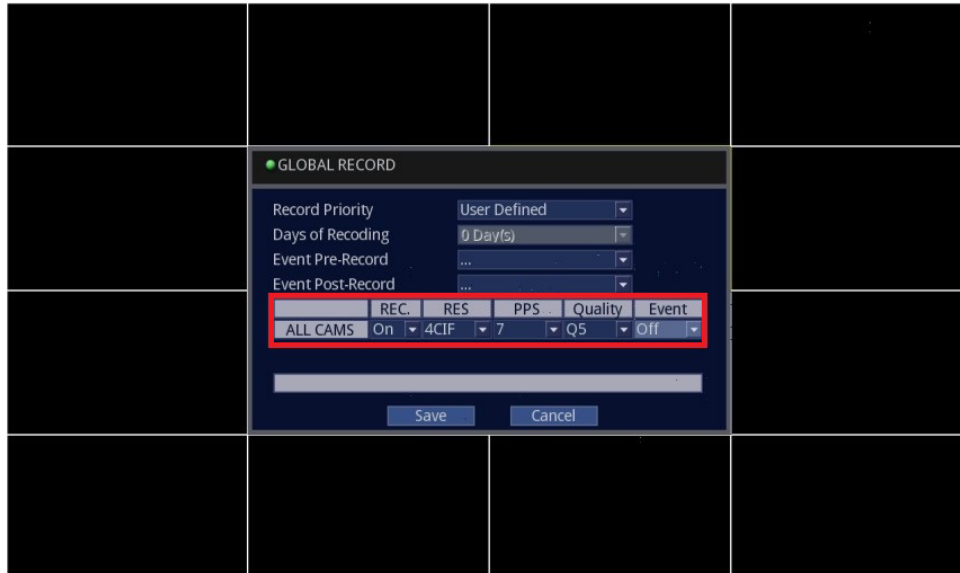 GLOBAL RECORD
Record Priority User Defined
Days of Recoding 0 Day(s)
Event Pre-Record ...
Event Post-Record ...
REC. RES PPS Quality Event
ALL CAMS On 4CIF 7 Q5 Off
Save Cancel